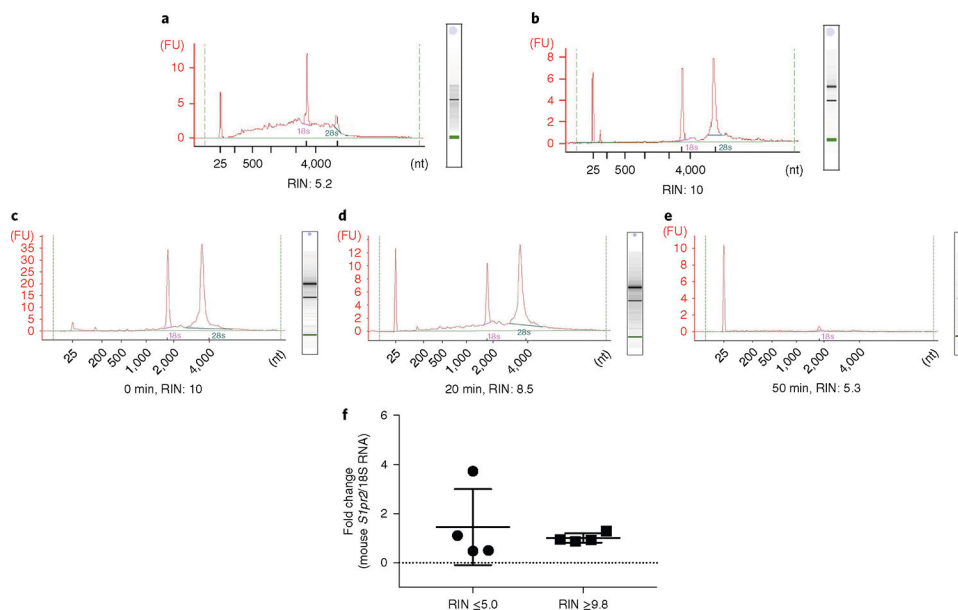 a
(FU)
10
5
0
18s
28s
25
500
4,000
(nt)
RIN: 5.2
b
(FU)
8
6
4
2
0
18s
28s
25
500
4,000
(nt)
RIN: 10
c
(FU)
35
30
25
20
15
10
5
0
18s
28s
25
200
500
1,000
2,000
4,000
(nt)
0 min, RIN: 10
d
(FU)
12
10
8
6
4
2
0
18s
28s
25
200
500
1,000
2,000
4,000
(nt)
20 min, RIN: 8.5
e
(FU)
10
8
6
4
2
0
18s
25
200
500
1,000
2,000
4,000
(nt)
50 min, RIN: 5.3
f
Fold change
(mouse S1pr2/18S RNA)
6
4
2
0
RIN ≤5.0
RIN ≥9.8